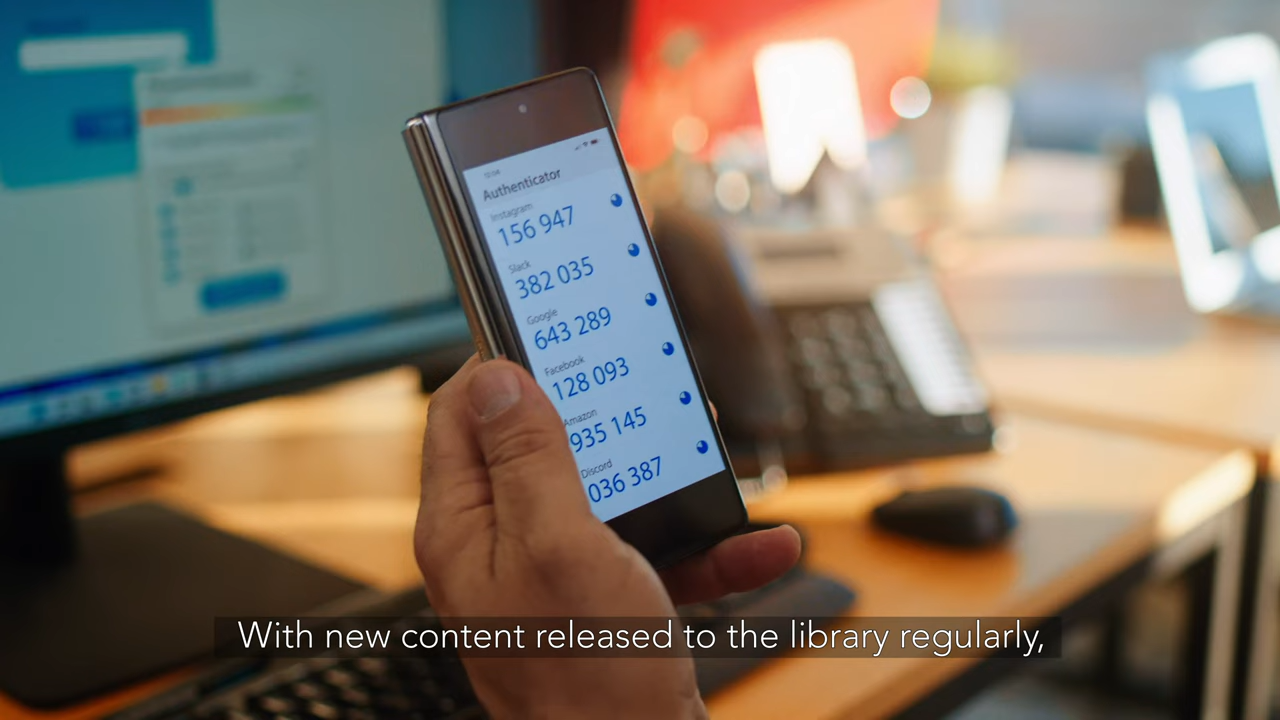 Authenticator
Instagram
156 947
Slack
382 035
Google
643 289
Facebook
128 093
Amazon
935 145
Discord
036 387
With new content released to the library regularly,